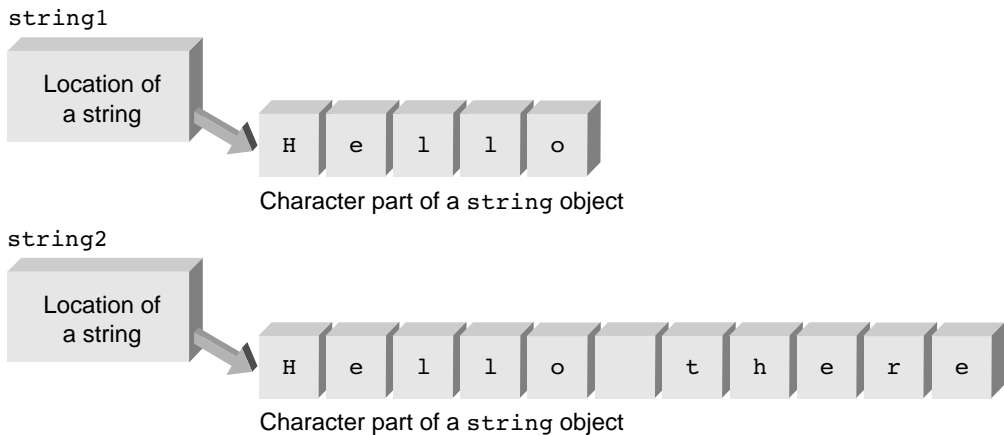 string1
Location of
a string
H e l l o
Character part of a string object
string2
Location of
a string
H e l l o   t h e r e
Character part of a string object